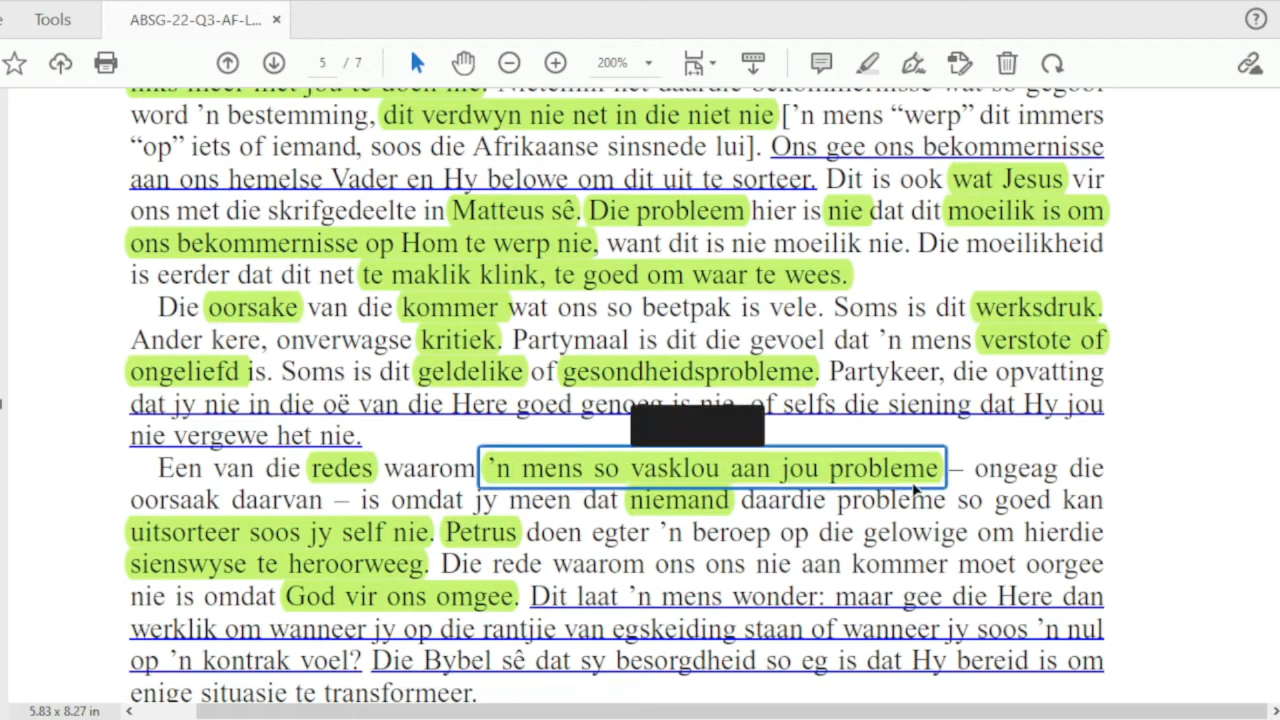 Tools
ABSG-22-Q3-AF-L... ×
5 / 7
200%
word ’n bestemming, dit verdwyn nie net in die niet nie [’n mens “werp” dit immers
“op” iets of iemand, soos die Afrikaanse sinsnede lui]. Ons gee ons bekommernisse
aan ons hemelse Vader en Hy belowe om dit uit te sorteer. Dit is ook wat Jesus vir
ons met die skrifgedeelte in Matteus sê. Die probleem hier is nie dat dit moeilik is om
ons bekommernisse op Hom te werp nie, want dit is nie moeilik nie. Die moeilikheid
is eerder dat dit net te maklik klink, te goed om waar te wees.
Die oorsake van die kommer wat ons so beetpak is vele. Soms is dit werksdruk.
Ander kere, onverwagse kritiek. Partymaal is dit die gevoel dat ’n mens verstote of
ongeliefd is. Soms is dit geldelike of gesondheidsprobleme. Partykeer, die opvatting
dat jy nie in die oë van die Here goed genoeg is nie, of selfs die siening dat Hy jou
nie vergewe het nie.
Een van die redes waarom ’n mens so vasklou aan jou probleme – ongeag die
oorsaak daarvan – is omdat jy meen dat niemand daardie probleme so goed kan
uitsorteer soos jy self nie. Petrus doen egter ’n beroep op die gelowige om hierdie
sienswyse te heroorweeg. Die rede waarom ons ons nie aan kommer moet oorgee
nie is omdat God vir ons omgee. Dit laat ’n mens wonder: maar gee die Here dan
werklik om wanneer jy op die rantjie van egskeiding staan of wanneer jy soos ’n nul
op ’n kontrak voel? Die Bybel sê dat sy besorgdheid so eg is dat Hy bereid is om
enige situasie te transformeer.
5.83 x 8.27 in